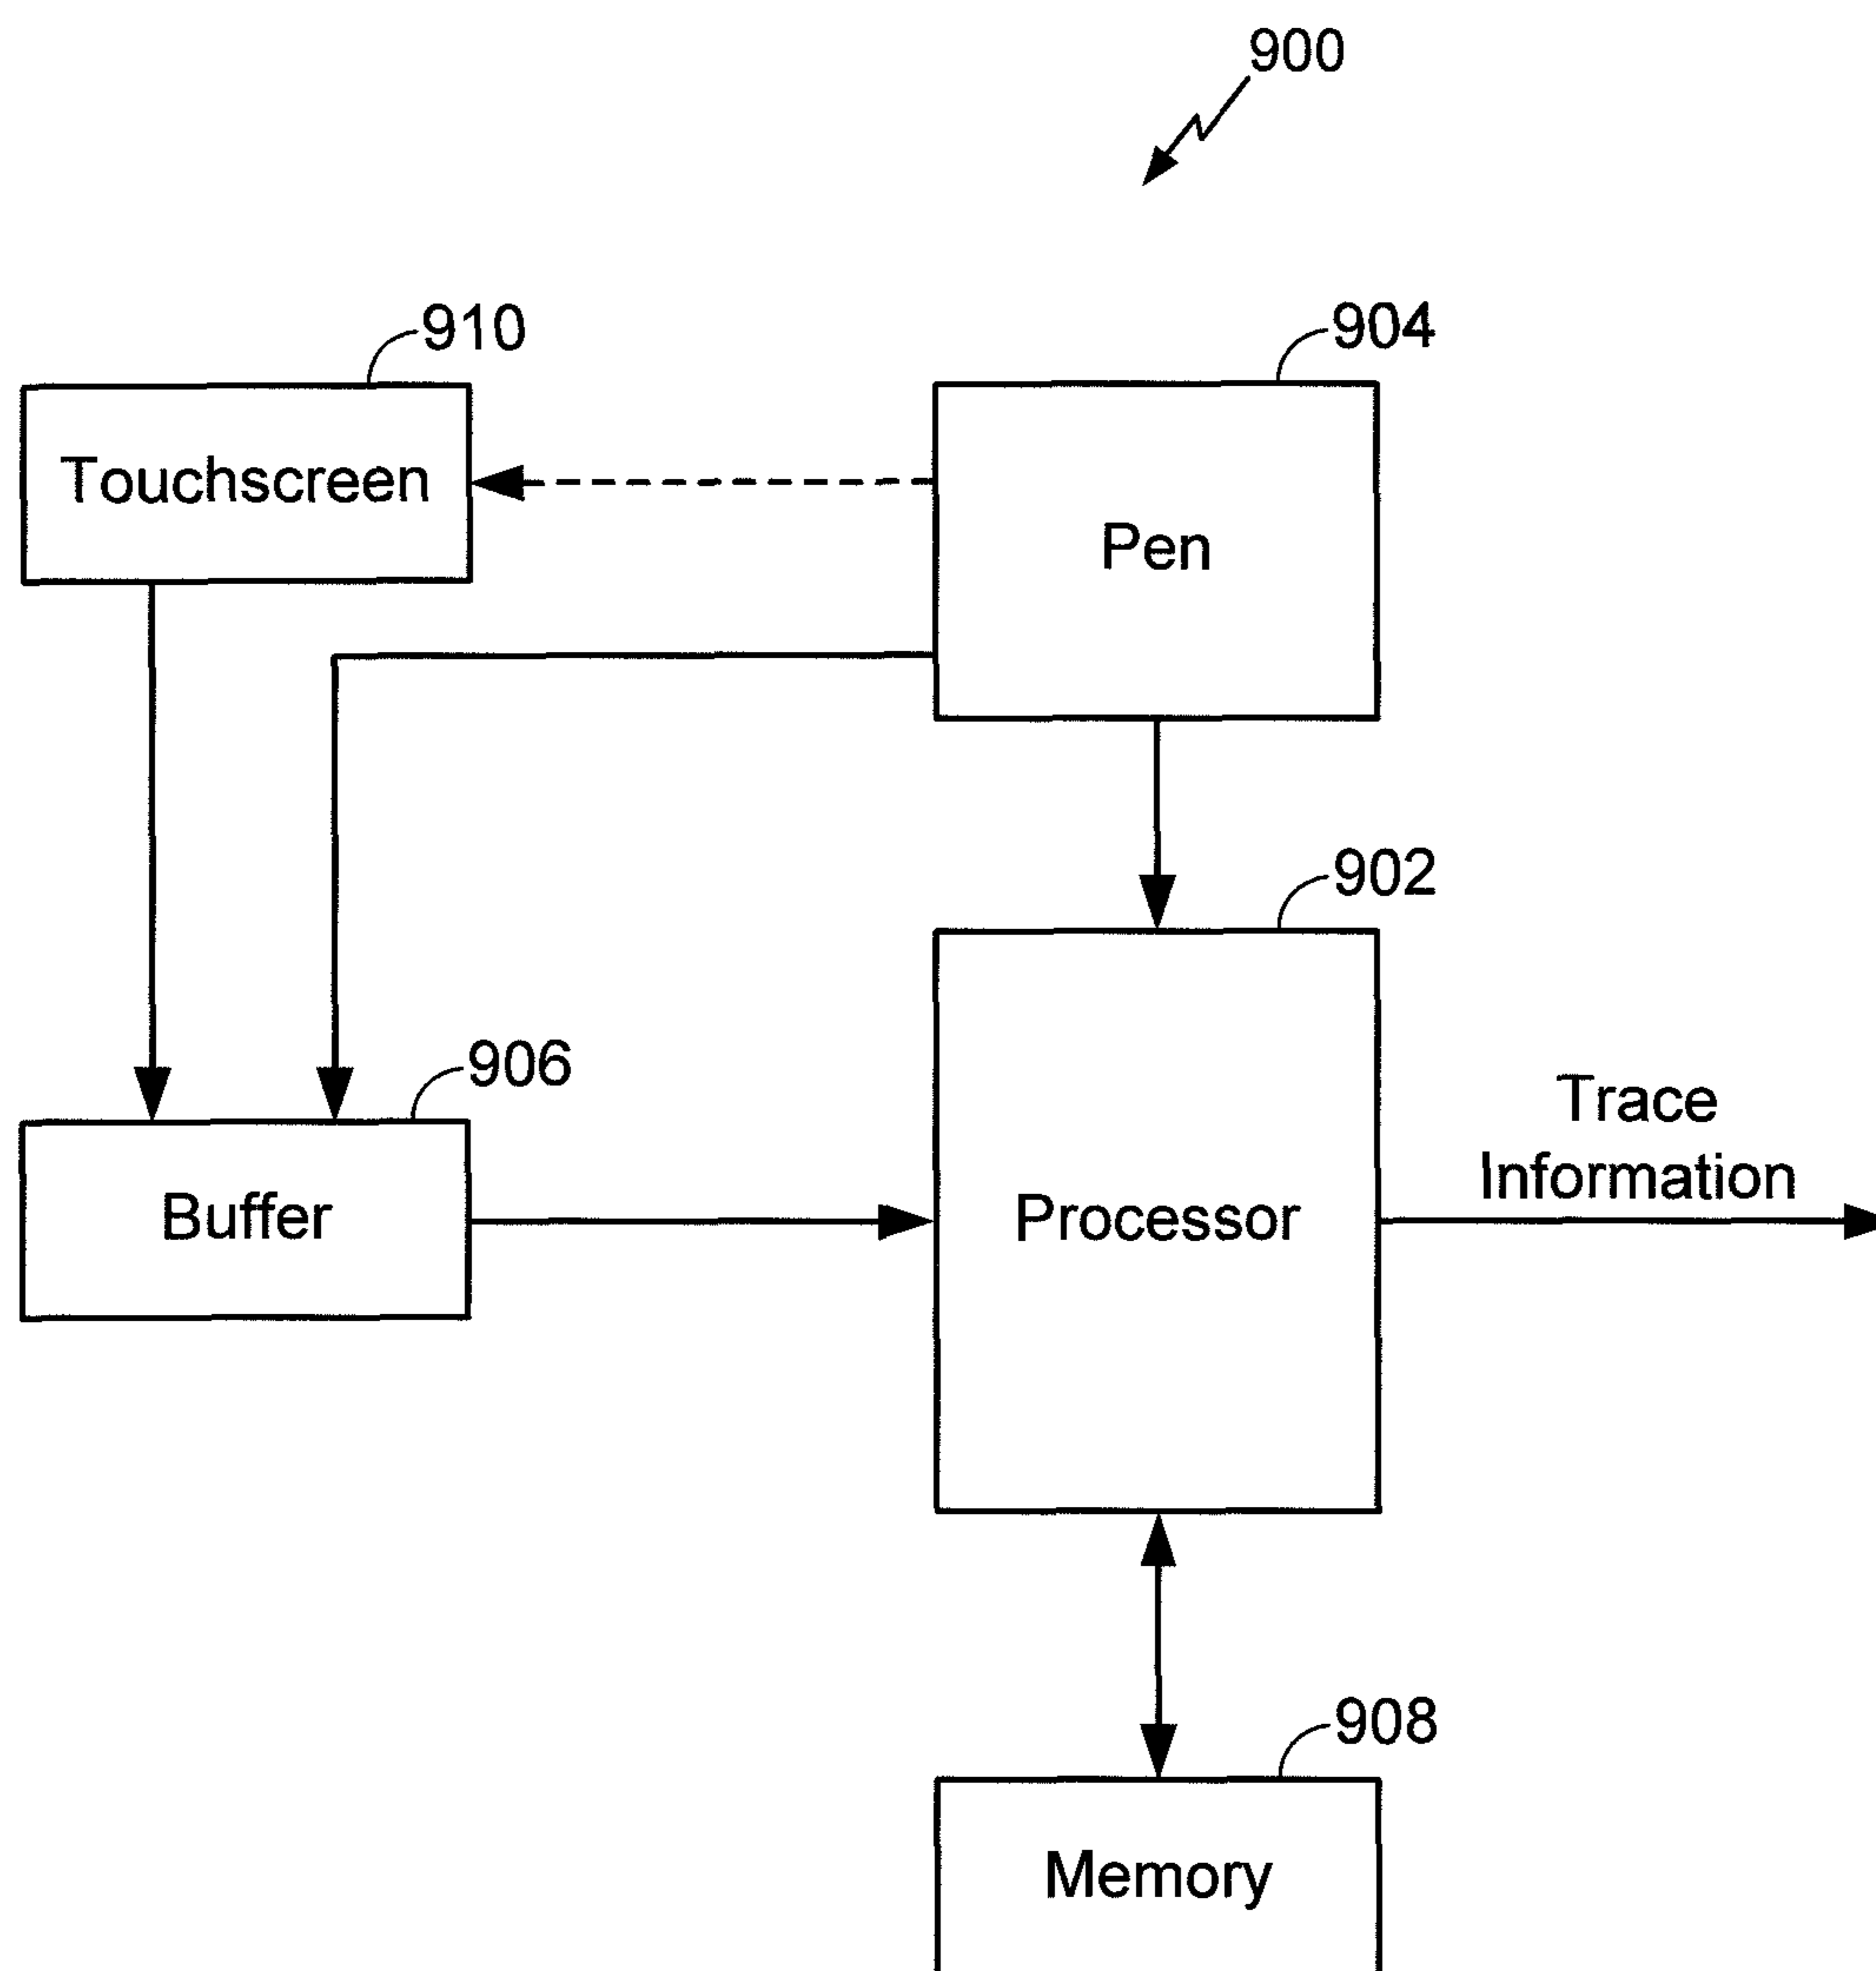 900
910
904
Touchscreen
Pen
902
906
Trace
Information
Buffer
Processor
908
Memory